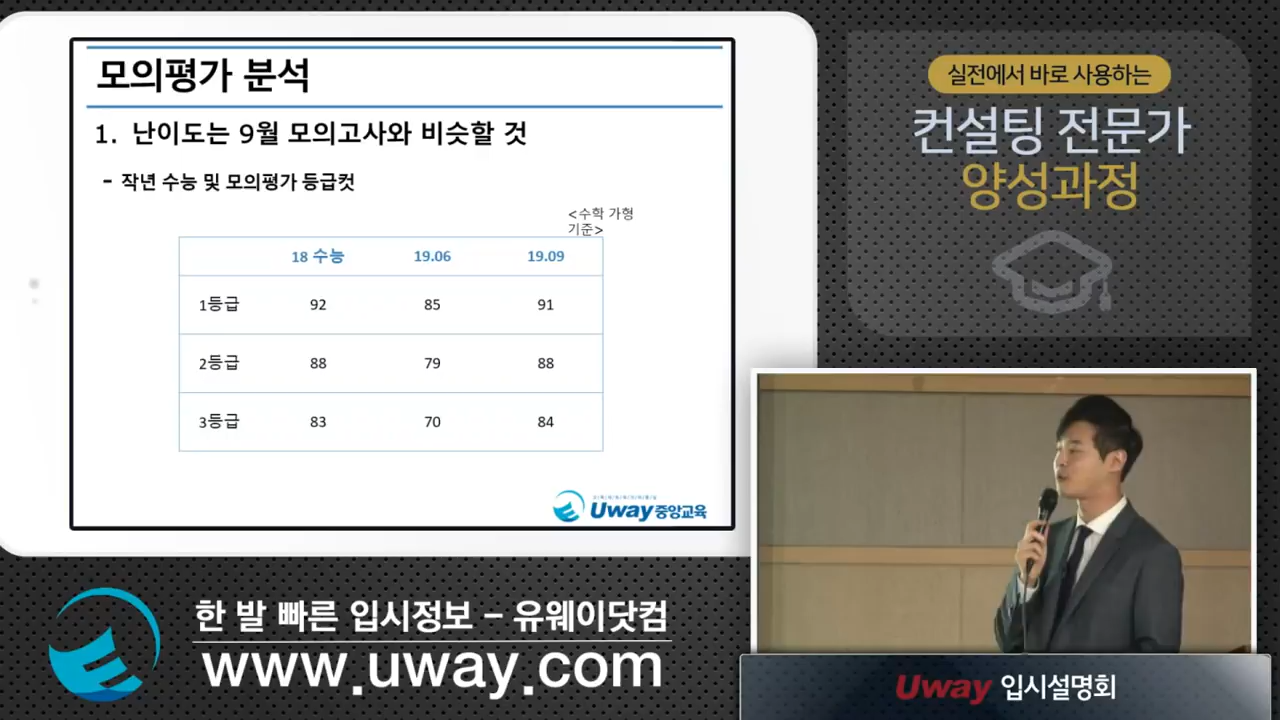 모의평가 분석
1. 난이도는 9월 모의고사와 비슷할 것
- 작년 수능 및 모의평가 등급컷
<수학 가형
기준>
18 수능 19.06 19.09
1등급 92 85 91
2등급 88 79 88
3등급 83 70 84
Uway중앙교육
실전에서 바로 사용하는
컨설팅 전문가
양성과정
한 발 빠른 입시정보 – 유웨이닷컴
www.uway.com
Uway 입시설명회